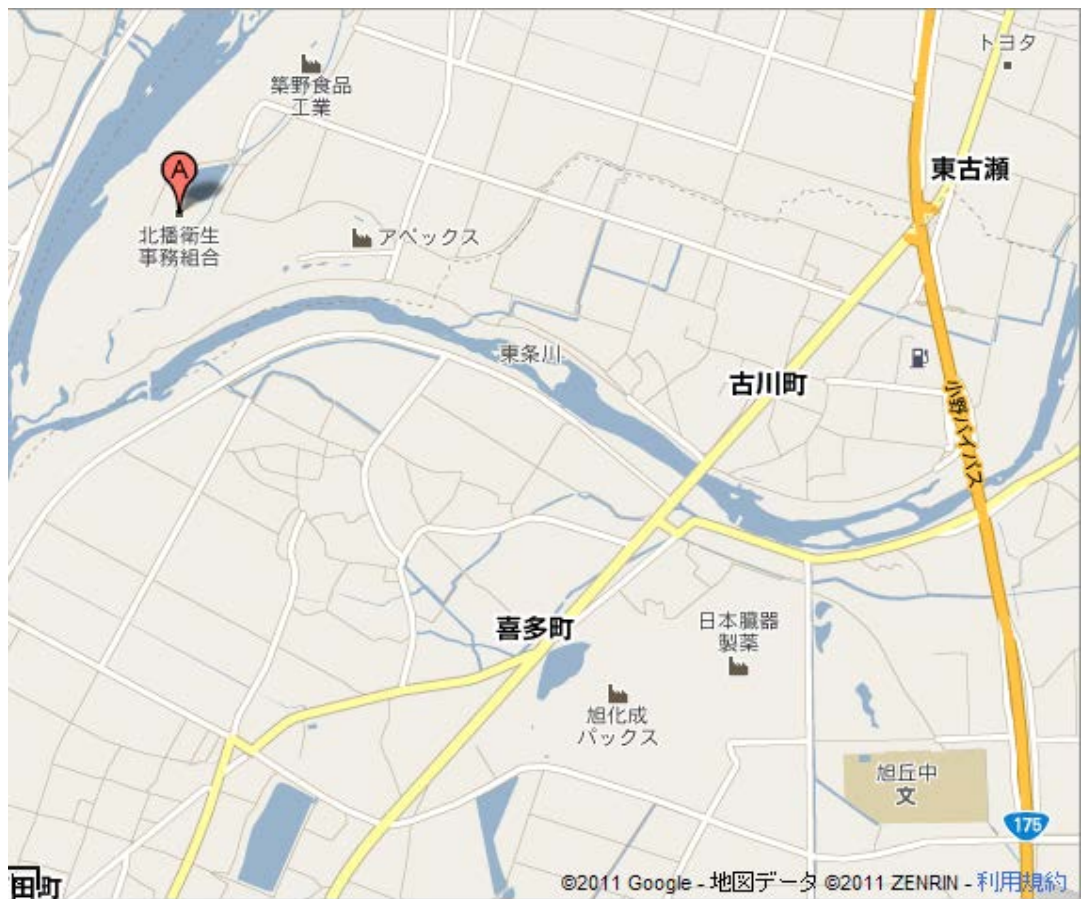 トヨタ
築野食品
工業
東古瀬
A
北播衛生
事務組合
アペックス
東条川
古川町
小野バイパス
喜多町
日本臓器
製薬
旭化成
パックス
旭丘中
文
175
田町
©2011 Google - 地図データ ©2011 ZENRIN - 利用規約